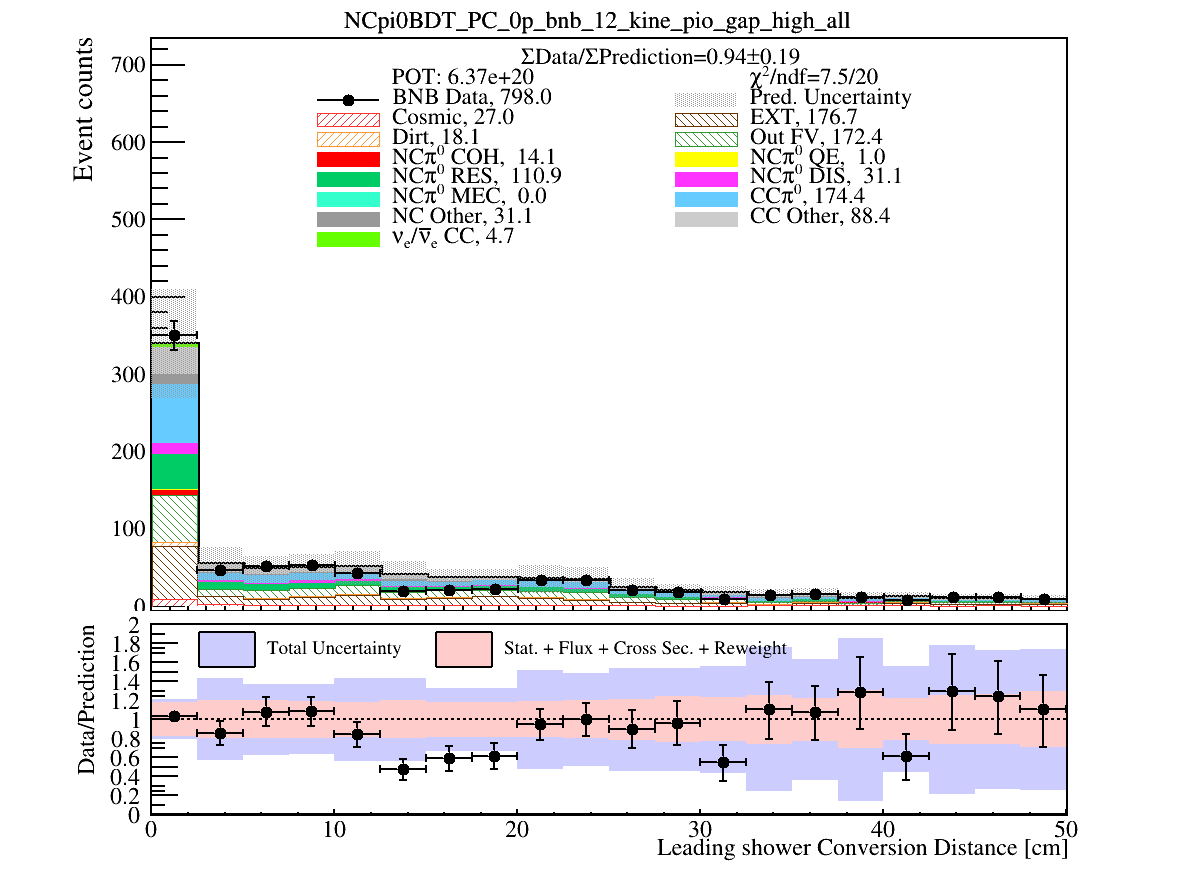 NCpi0BDT_PC_0p_bnb_12_kine_pio_gap_high_all
ΣData/ΣPrediction=0.94±0.19
POT: 6.37e+20
χ²/ndf=7.5/20
BNB Data, 798.0
Pred. Uncertainty
Cosmic, 27.0
EXT, 176.7
Dirt, 18.1
Out FV, 172.4
NCπ⁰ COH, 14.1
NCπ⁰ QE, 1.0
NCπ⁰ RES, 110.9
NCπ⁰ DIS, 31.1
NCπ⁰ MEC, 0.0
CCπ⁰, 174.4
NC Other, 31.1
CC Other, 88.4
νₑ/ν̅ₑ CC, 4.7
Event counts
700
600
500
400
300
200
100
0
Total Uncertainty
Stat. + Flux + Cross Sec. + Reweight
Data/Prediction
2
1.8
1.6
1.4
1.2
1
0.8
0.6
0.4
0.2
0
0 10 20 30 40 50
Leading shower Conversion Distance [cm]